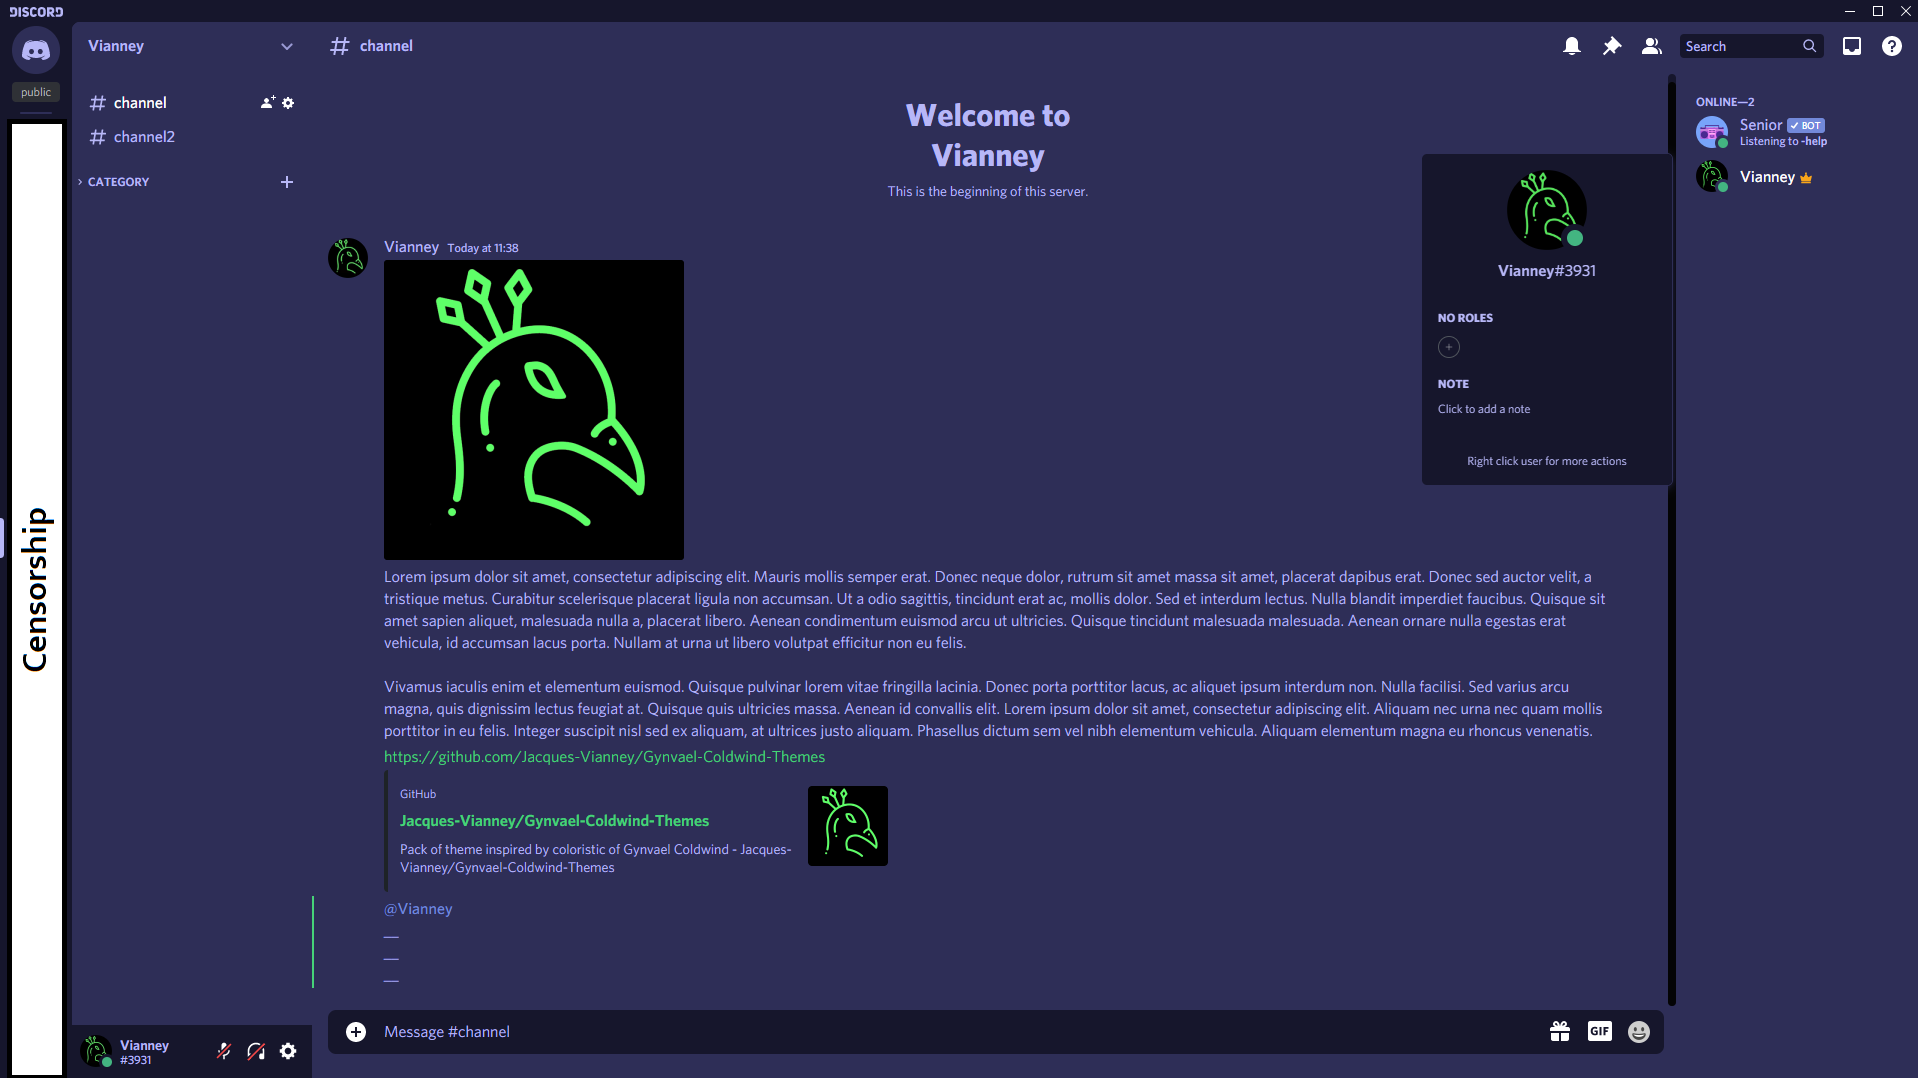 DISCORD
public
Censorship
Vianney
channel
channel2
CATEGORY
Vianney
#3931
channel
Search
Welcome to
Vianney
This is the beginning of this server.
Vianney Today at 11:38
Lorem ipsum dolor sit amet, consectetur adipiscing elit. Mauris mollis semper erat. Donec neque dolor, rutrum sit amet massa sit amet, placerat dapibus erat. Donec sed auctor velit, a
tristique metus. Curabitur scelerisque placerat ligula non accumsan. Ut a odio sagittis, tincidunt erat ac, mollis dolor. Sed et interdum lectus. Nulla blandit imperdiet faucibus. Quisque sit
amet sapien aliquet, malesuada nulla a, placerat libero. Aenean condimentum euismod arcu ut ultricies. Quisque tincidunt malesuada malesuada. Aenean ornare nulla egestas erat
vehicula, id accumsan lacus porta. Nullam at urna ut libero volutpat efficitur non eu felis.
Vivamus iaculis enim et elementum euismod. Quisque pulvinar lorem vitae fringilla lacinia. Donec porta porttitor lacus, ac aliquet ipsum interdum non. Nulla facilisi. Sed varius arcu
magna, quis dignissim lectus feugiat at. Quisque quis ultricies massa. Aenean id convallis elit. Lorem ipsum dolor sit amet, consectetur adipiscing elit. Aliquam nec urna nec quam mollis
porttitor in eu felis. Integer suscipit nisl sed ex aliquam, at ultrices justo aliquam. Phasellus dictum sem vel nibh elementum vehicula. Aliquam elementum magna eu rhoncus venenatis.
https://github.com/Jacques-Vianney/Gynvael-Coldwind-Themes
GitHub
Jacques-Vianney/Gynvael-Coldwind-Themes
Pack of theme inspired by coloristic of Gynvael Coldwind - Jacques-
Vianney/Gynvael-Coldwind-Themes
@Vianney
—
—
—
Message #channel
GIF
Vianney#3931
NO ROLES
NOTE
Click to add a note
Right click user for more actions
ONLINE—2
Senior BOT
Listening to -help
Vianney